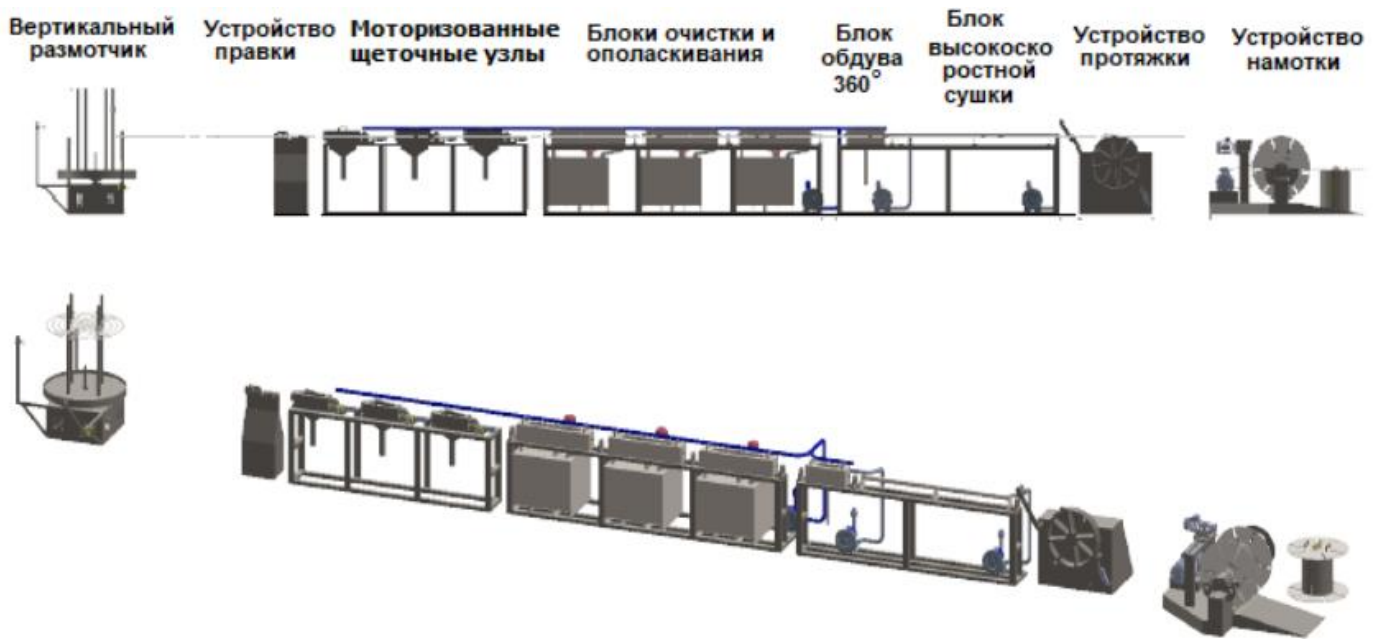 Вертикальный
размотчик
Устройство
правки
Моторизованные
щеточные узлы
Блоки очистки и
ополаскивания
Блок
обдува
360°
Блок
высокоско
ростной
сушки
Устройство
протяжки
Устройство
намотки